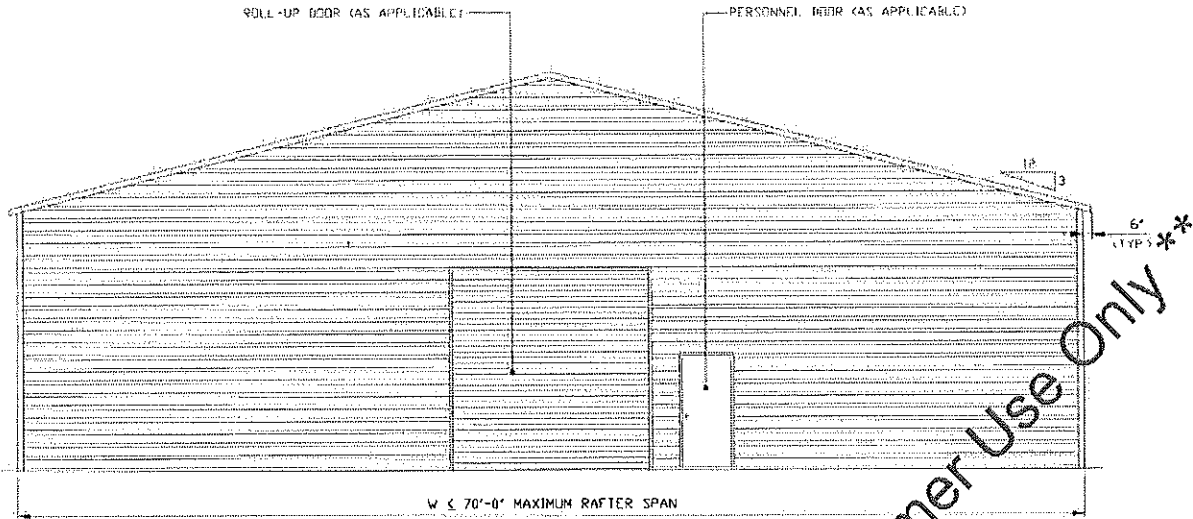 ROLL-UP DOOR (AS APPLICABLE)
PERSONNEL DOOR (AS APPLICABLE)
12
3
6"
(TYP.)
W ≤ 70'-0" MAXIMUM RAFTER SPAN
mer Use Only **